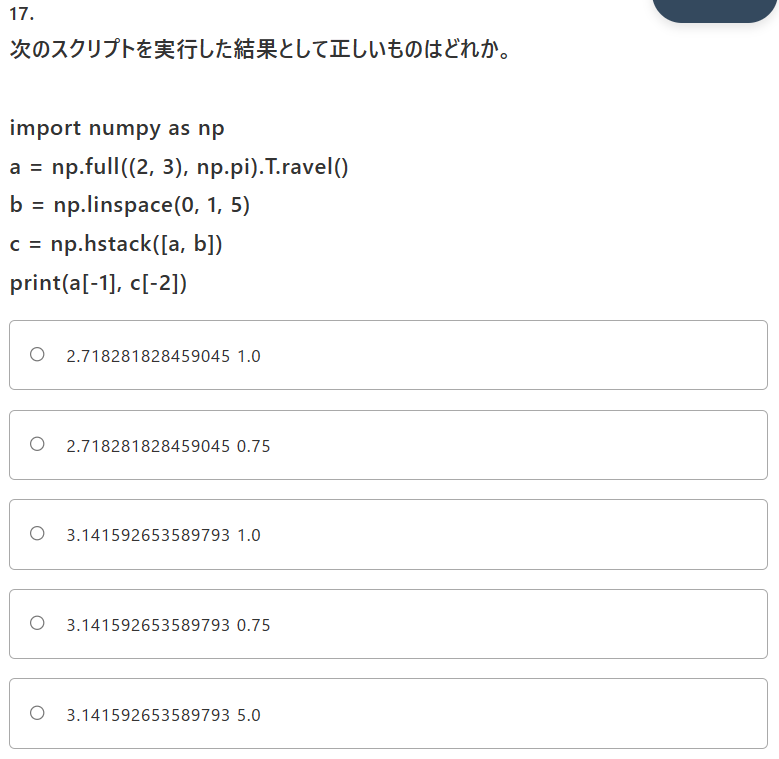 17.
次のスクリプトを実行した結果として正しいものはどれか。
import numpy as np
a = np.full((2, 3), np.pi).T.ravel()
b = np.linspace(0, 1, 5)
c = np.hstack([a, b])
print(a[-1], c[-2])
2.718281828459045 1.0
2.718281828459045 0.75
3.141592653589793 1.0
3.141592653589793 0.75
3.141592653589793 5.0